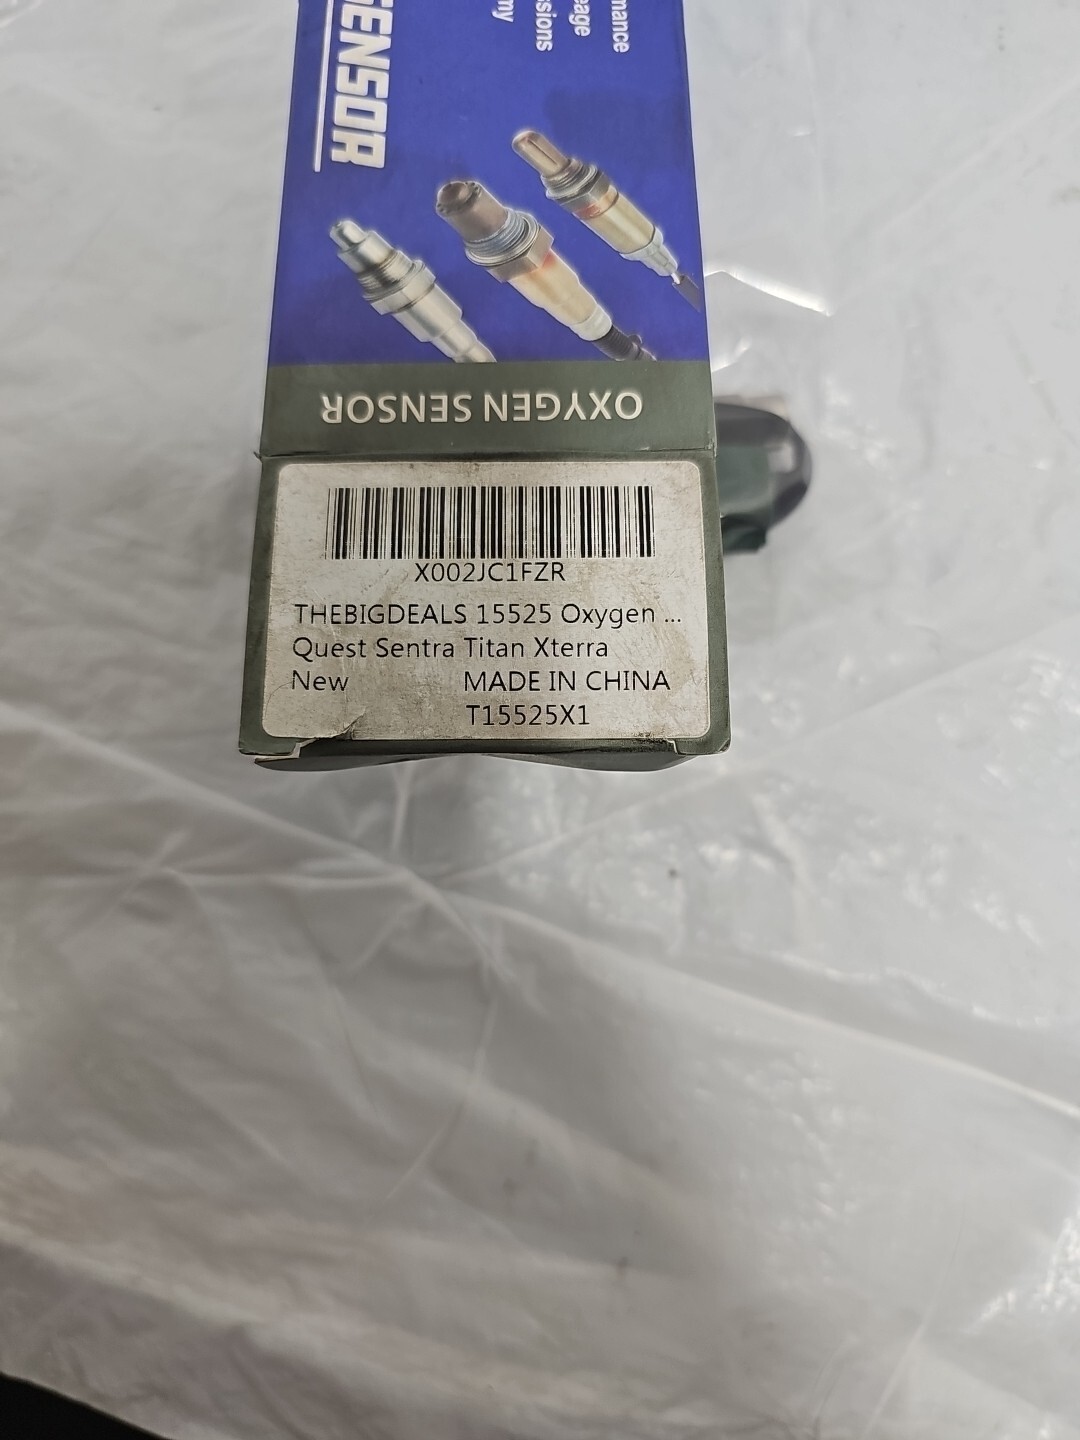 SENSOR
OXYGEN SENSOR
X002JC1FZR
THEBIGDEALS 15525 Oxygen ...
Quest Sentra Titan Xterra
New MADE IN CHINA
T15525X1